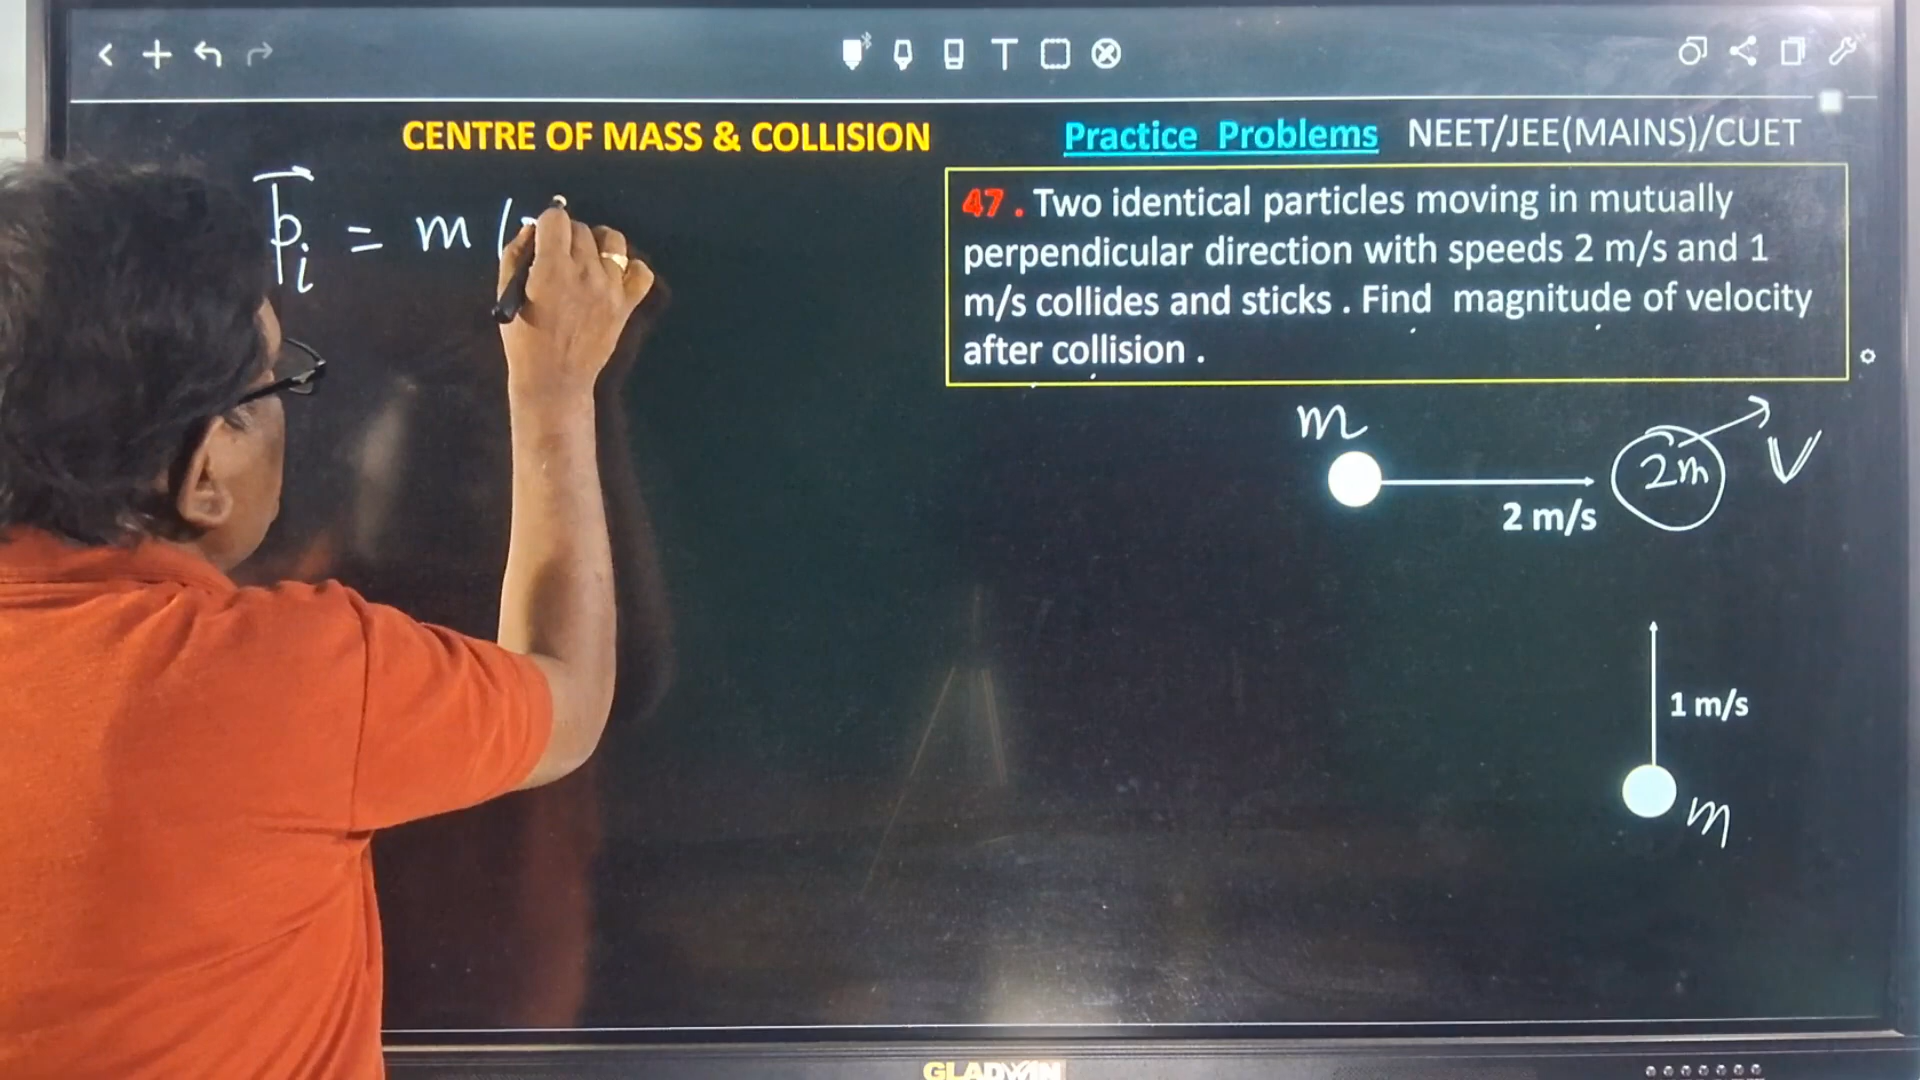 CENTRE OF MASS & COLLISION
Practice Problems NEET/JEE(MAINS)/CUET
p⃗i = m (
47 . Two identical particles moving in mutually
perpendicular direction with speeds 2 m/s and 1
m/s collides and sticks . Find magnitude of velocity
after collision .
m
2m
V
2 m/s
1 m/s
m
GLADWIN